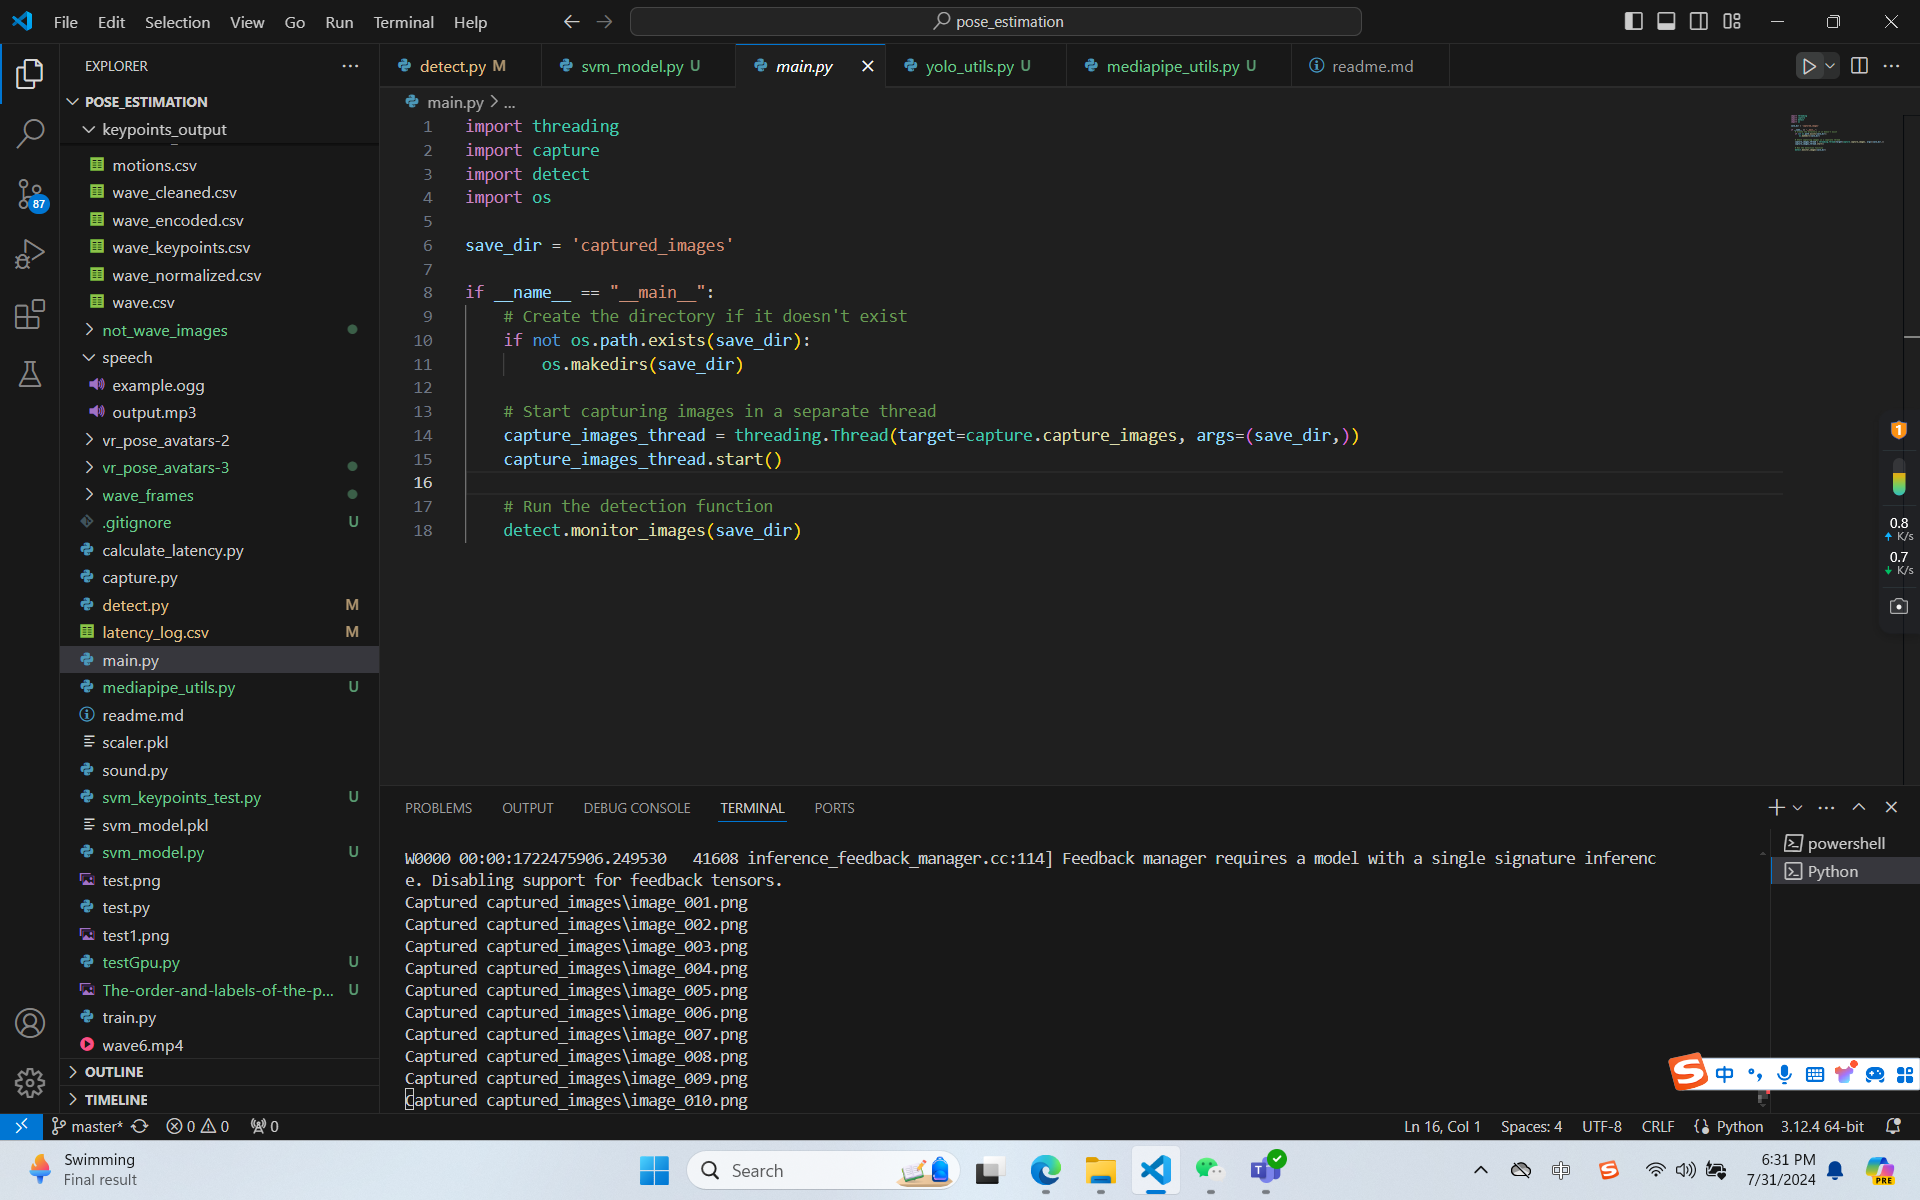 File Edit Selection View Go Run Terminal Help
pose_estimation
EXPLORER
detect.py M
svm_model.py U
main.py
yolo_utils.py U
mediapipe_utils.py U
readme.md
POSE_ESTIMATION
keypoints_output
motions.csv
wave_cleaned.csv
wave_encoded.csv
wave_keypoints.csv
wave_normalized.csv
wave.csv
not_wave_images
speech
example.ogg
output.mp3
vr_pose_avatars-2
vr_pose_avatars-3
wave_frames
.gitignore U
calculate_latency.py
capture.py
detect.py M
latency_log.csv M
main.py
mediapipe_utils.py U
readme.md
scaler.pkl
sound.py
svm_keypoints_test.py U
svm_model.pkl
svm_model.py U
test.png
test.py
test1.png
testGpu.py U
The-order-and-labels-of-the-p... U
train.py
wave6.mp4
OUTLINE
TIMELINE
87
main.py > ...
1 import threading
2 import capture
3 import detect
4 import os
5
6 save_dir = 'captured_images'
7
8 if __name__ == "__main__":
9 # Create the directory if it doesn't exist
10 if not os.path.exists(save_dir):
11 os.makedirs(save_dir)
12
13 # Start capturing images in a separate thread
14 capture_images_thread = threading.Thread(target=capture.capture_images, args=(save_dir,))
15 capture_images_thread.start()
16
17 # Run the detection function
18 detect.monitor_images(save_dir)
1
0.8
K/s
0.7
K/s
PROBLEMS OUTPUT DEBUG CONSOLE TERMINAL PORTS
powershell
Python
W0000 00:00:1722475906.249530 41608 inference_feedback_manager.cc:114] Feedback manager requires a model with a single signature inferenc
e. Disabling support for feedback tensors.
Captured captured_images\image_001.png
Captured captured_images\image_002.png
Captured captured_images\image_003.png
Captured captured_images\image_004.png
Captured captured_images\image_005.png
Captured captured_images\image_006.png
Captured captured_images\image_007.png
Captured captured_images\image_008.png
Captured captured_images\image_009.png
Captured captured_images\image_010.png
S 中
master* 0 0 0
Ln 16, Col 1 Spaces: 4 UTF-8 CRLF Python 3.12.4 64-bit
Swimming
Final result
Search
6:31 PM
7/31/2024
PRE